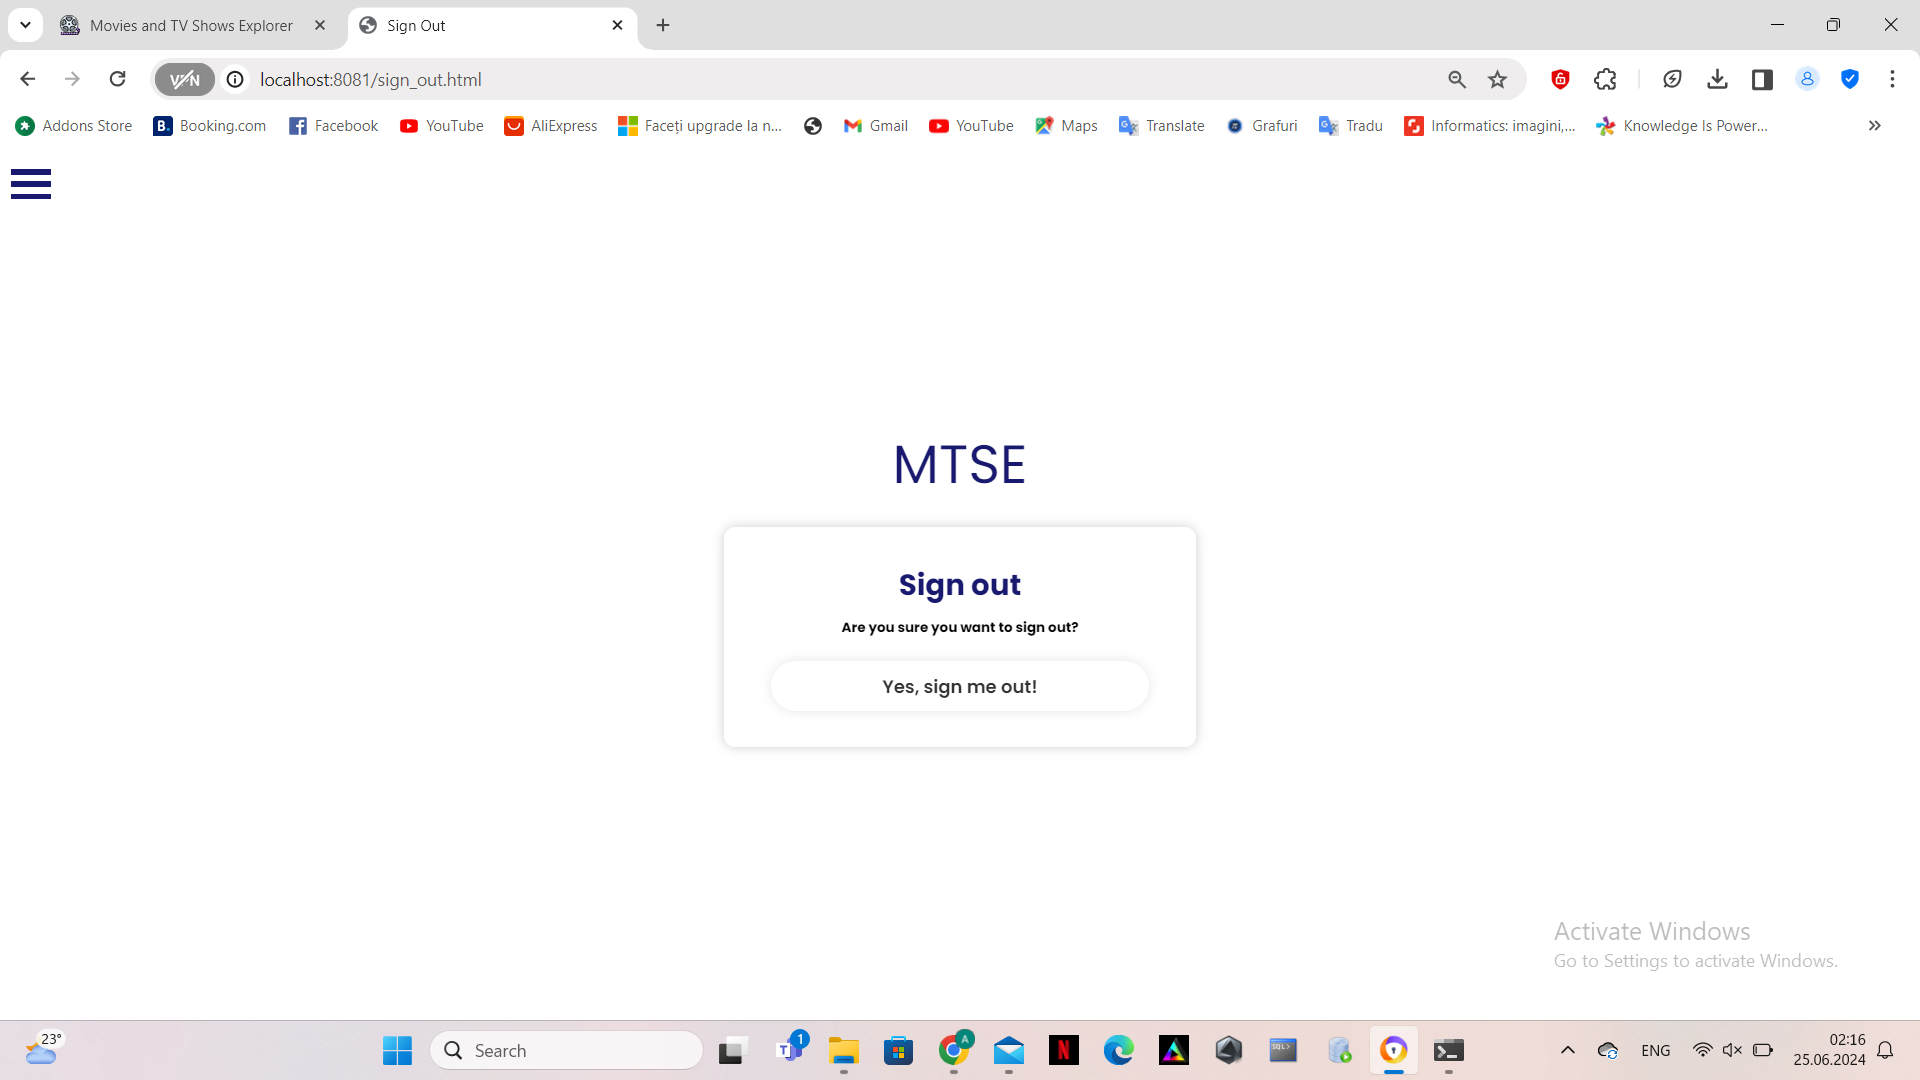 Movies and TV Shows Explorer
Sign Out
VPN
localhost:8081/sign_out.html
Addons Store
B.
Booking.com
Facebook
YouTube
AliExpress
Faceți upgrade la n...
Gmail
YouTube
Maps
Translate
Grafuri
Tradu
Informatics: imagini,...
Knowledge Is Power...
MTSE
Sign out
Are you sure you want to sign out?
Yes, sign me out!
Activate Windows
Go to Settings to activate Windows.
23°
Search
T
1
A
N
SQL>
ENG
02:16
25.06.2024